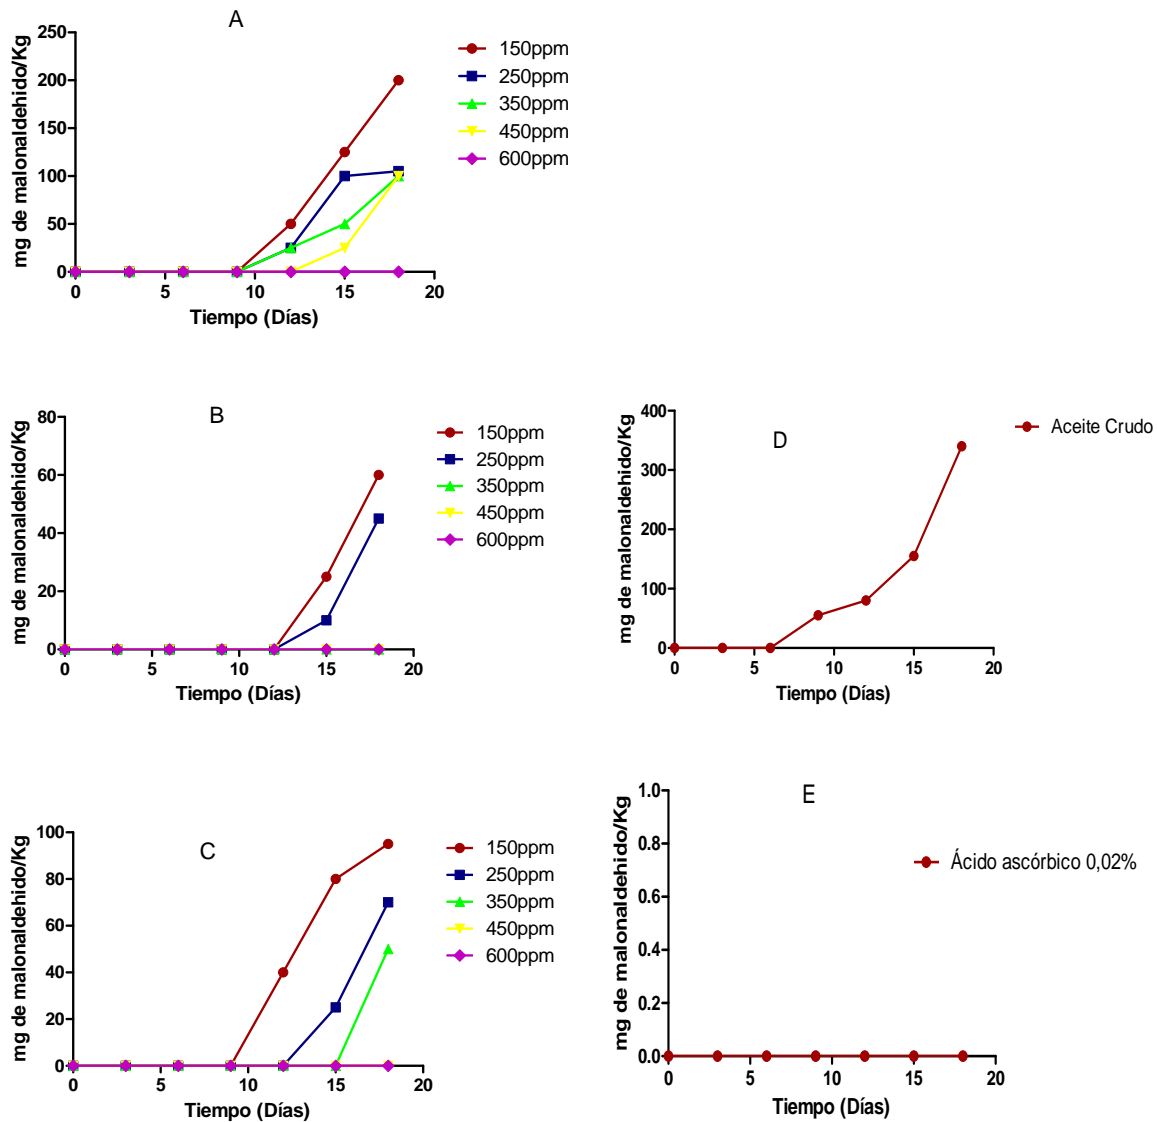 A
mg de malonaldehido/Kg
250
200
150
100
50
0
0 5 10 15 20
Tiempo (Días)
150ppm
250ppm
350ppm
450ppm
600ppm
B
mg de malonaldehido/Kg
80
60
40
20
0
0 5 10 15 20
Tiempo (Días)
150ppm
250ppm
350ppm
450ppm
600ppm
D
mg de malonaldehido/Kg
400
300
200
100
0
0 5 10 15 20
Tiempo (Días)
Aceite Crudo
C
mg de malonaldehido/Kg
100
80
60
40
20
0
0 5 10 15 20
Tiempo (Días)
150ppm
250ppm
350ppm
450ppm
600ppm
E
mg de malonaldehido/Kg
1.0
0.8
0.6
0.4
0.2
0.0
0 5 10 15 20
Tiempo (Días)
Ácido ascórbico 0,02%